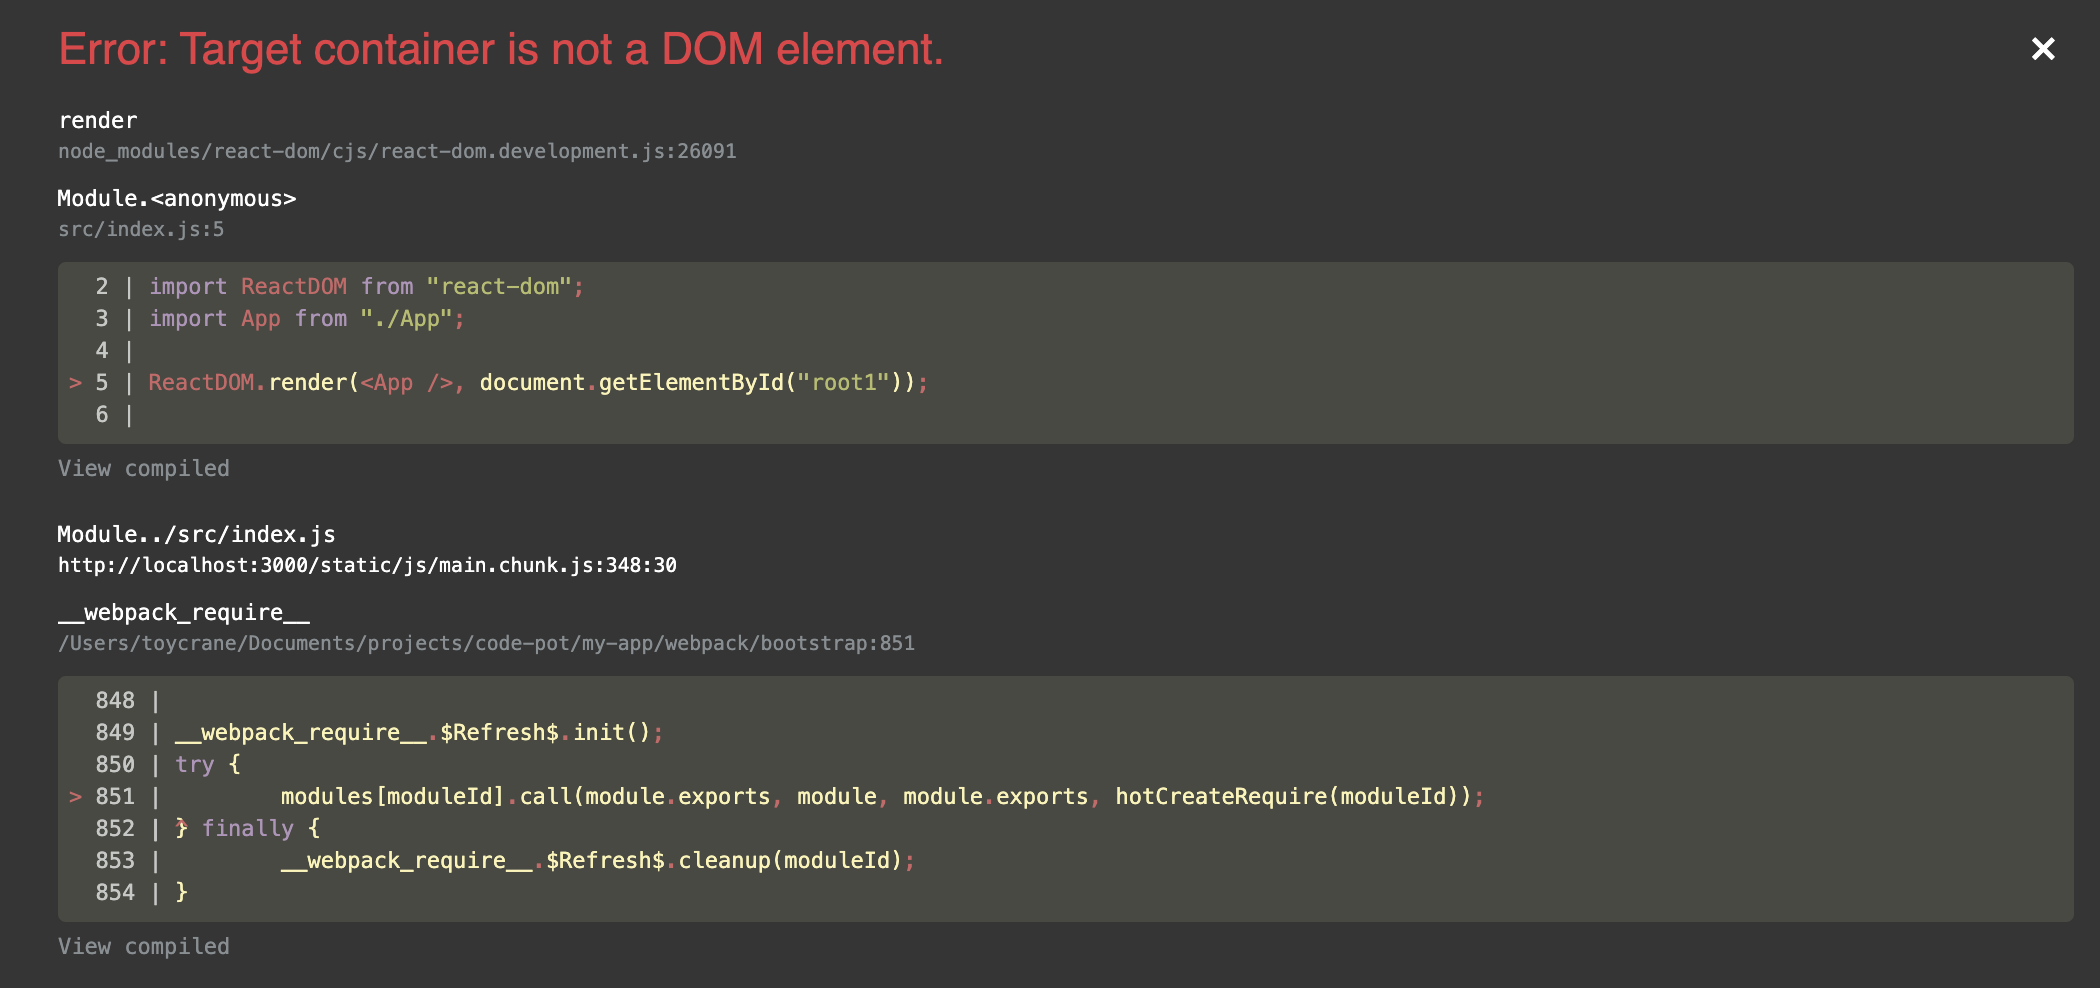 Error: Target container is not a DOM element.
×
render
node_modules/react-dom/cjs/react-dom.development.js:26091
Module.<anonymous>
src/index.js:5
2 | import ReactDOM from "react-dom";
3 | import App from "./App";
4 |
> 5 | ReactDOM.render(<App />, document.getElementById("root1"));
6 |
View compiled
Module../src/index.js
http://localhost:3000/static/js/main.chunk.js:348:30
__webpack_require__
/Users/toycrane/Documents/projects/code-pot/my-app/webpack/bootstrap:851
848 |
849 | __webpack_require__.$Refresh$.init();
850 | try {
> 851 | modules[moduleId].call(module.exports, module, module.exports, hotCreateRequire(moduleId));
852 | } finally {
853 | __webpack_require__.$Refresh$.cleanup(moduleId);
854 | }
View compiled